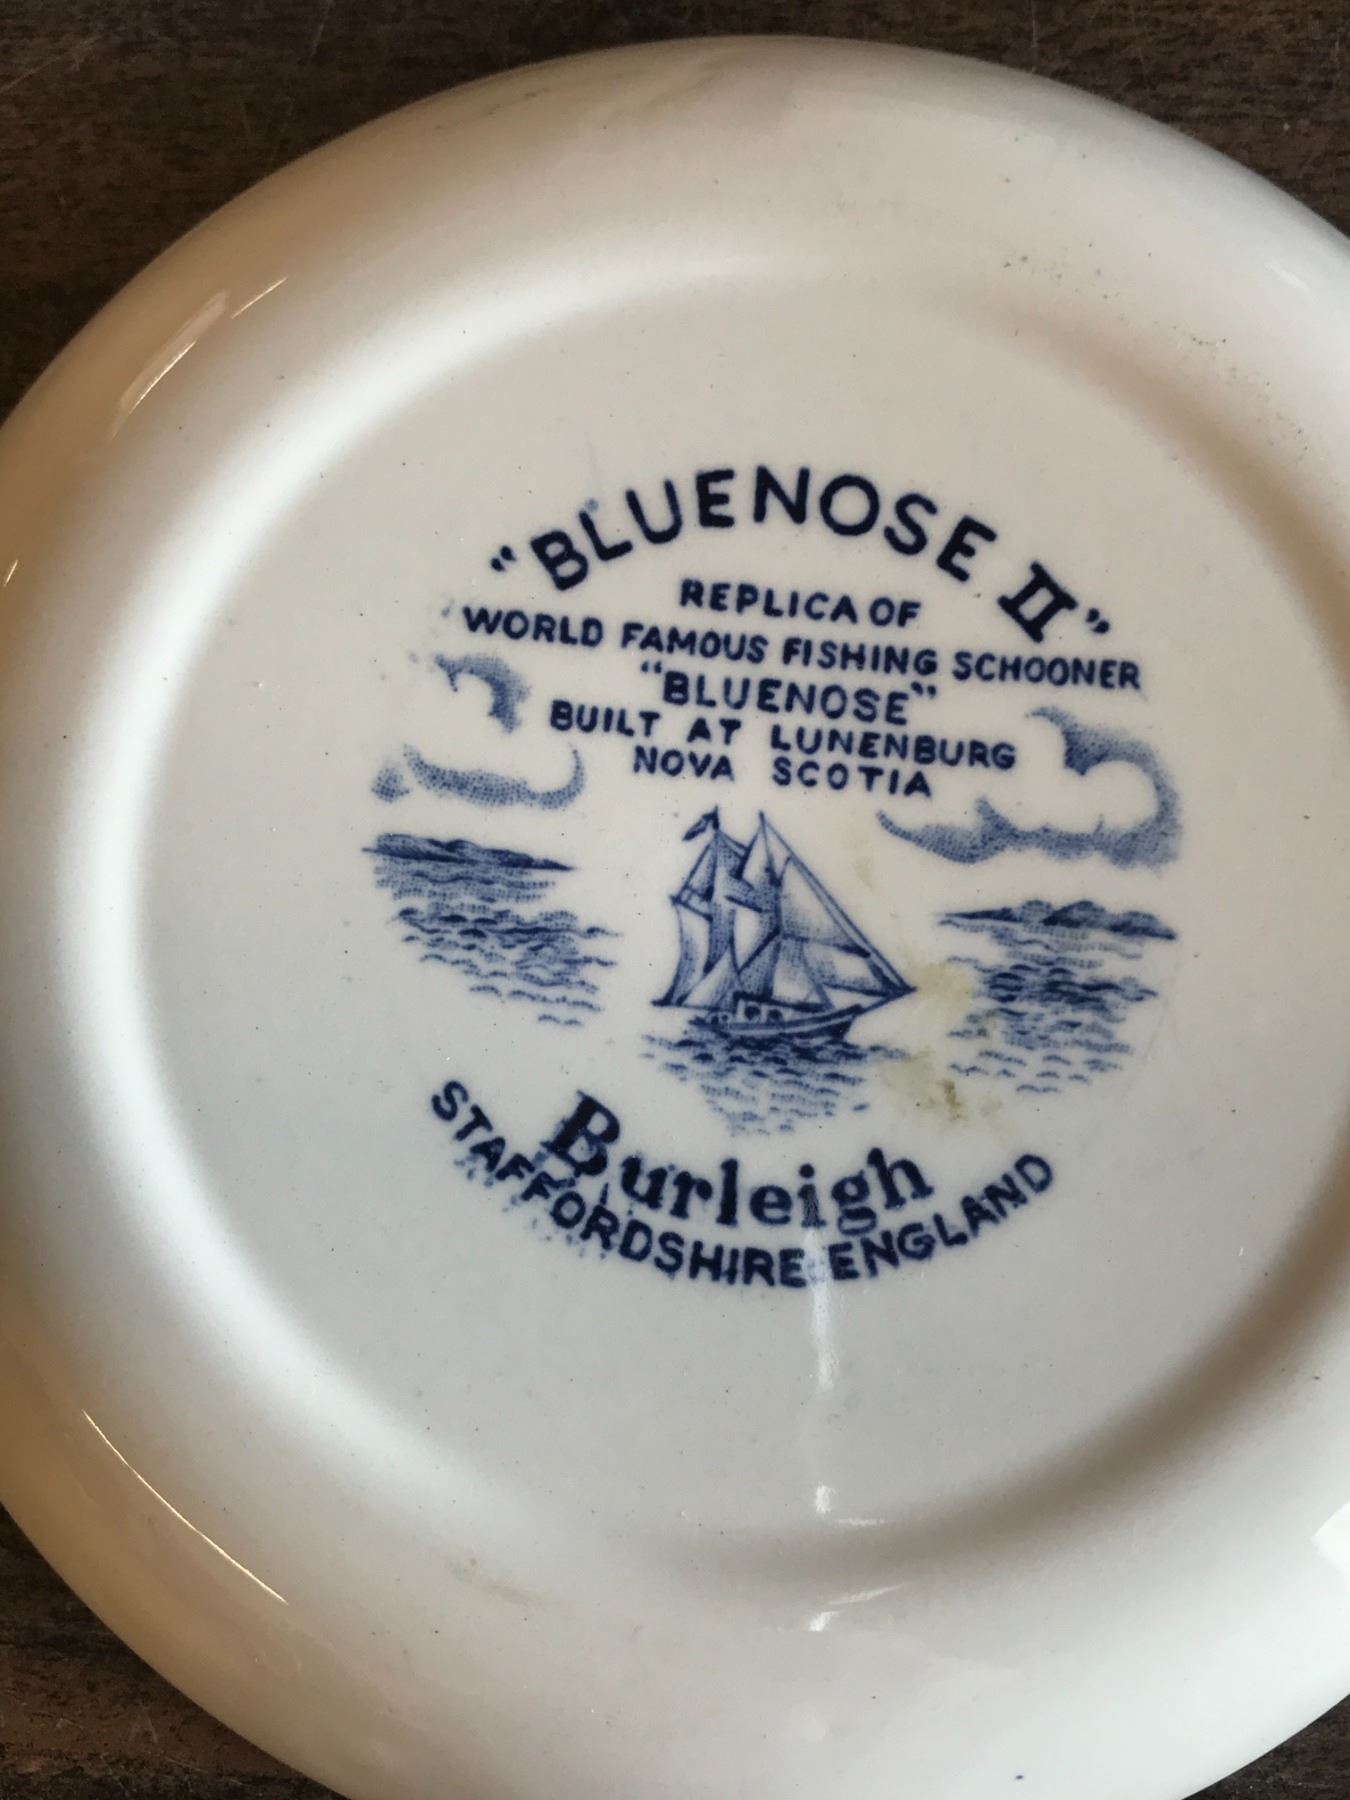 "BLUENOSE II"
REPLICA OF
WORLD FAMOUS FISHING SCHOONER
"BLUENOSE"
BUILT AT LUNENBURG
NOVA SCOTIA
Burleigh
STAFFORDSHIRE ENGLAND